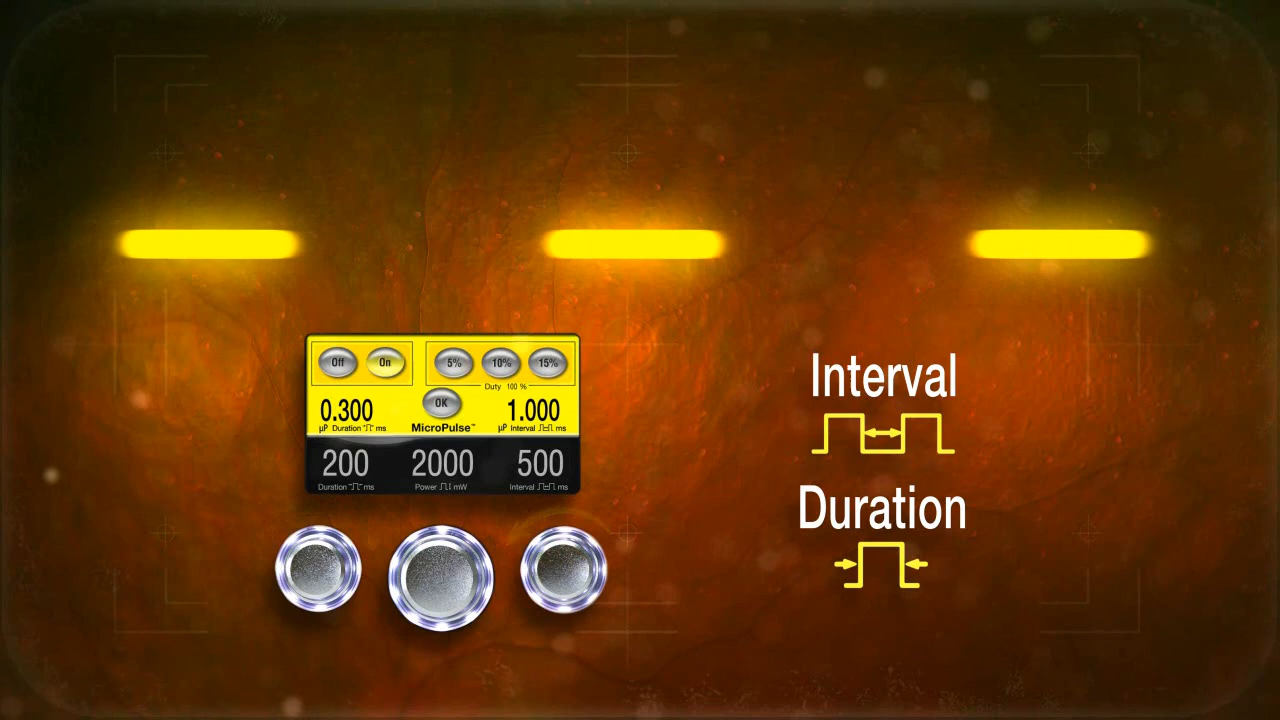 Off On 5% 10% 15%
Duty 100 %
OK
0.300 1.000
µP Duration ms MicroPulse™ µP Interval ms
200 2000 500
Duration ms Power mW Interval ms
Interval
Duration